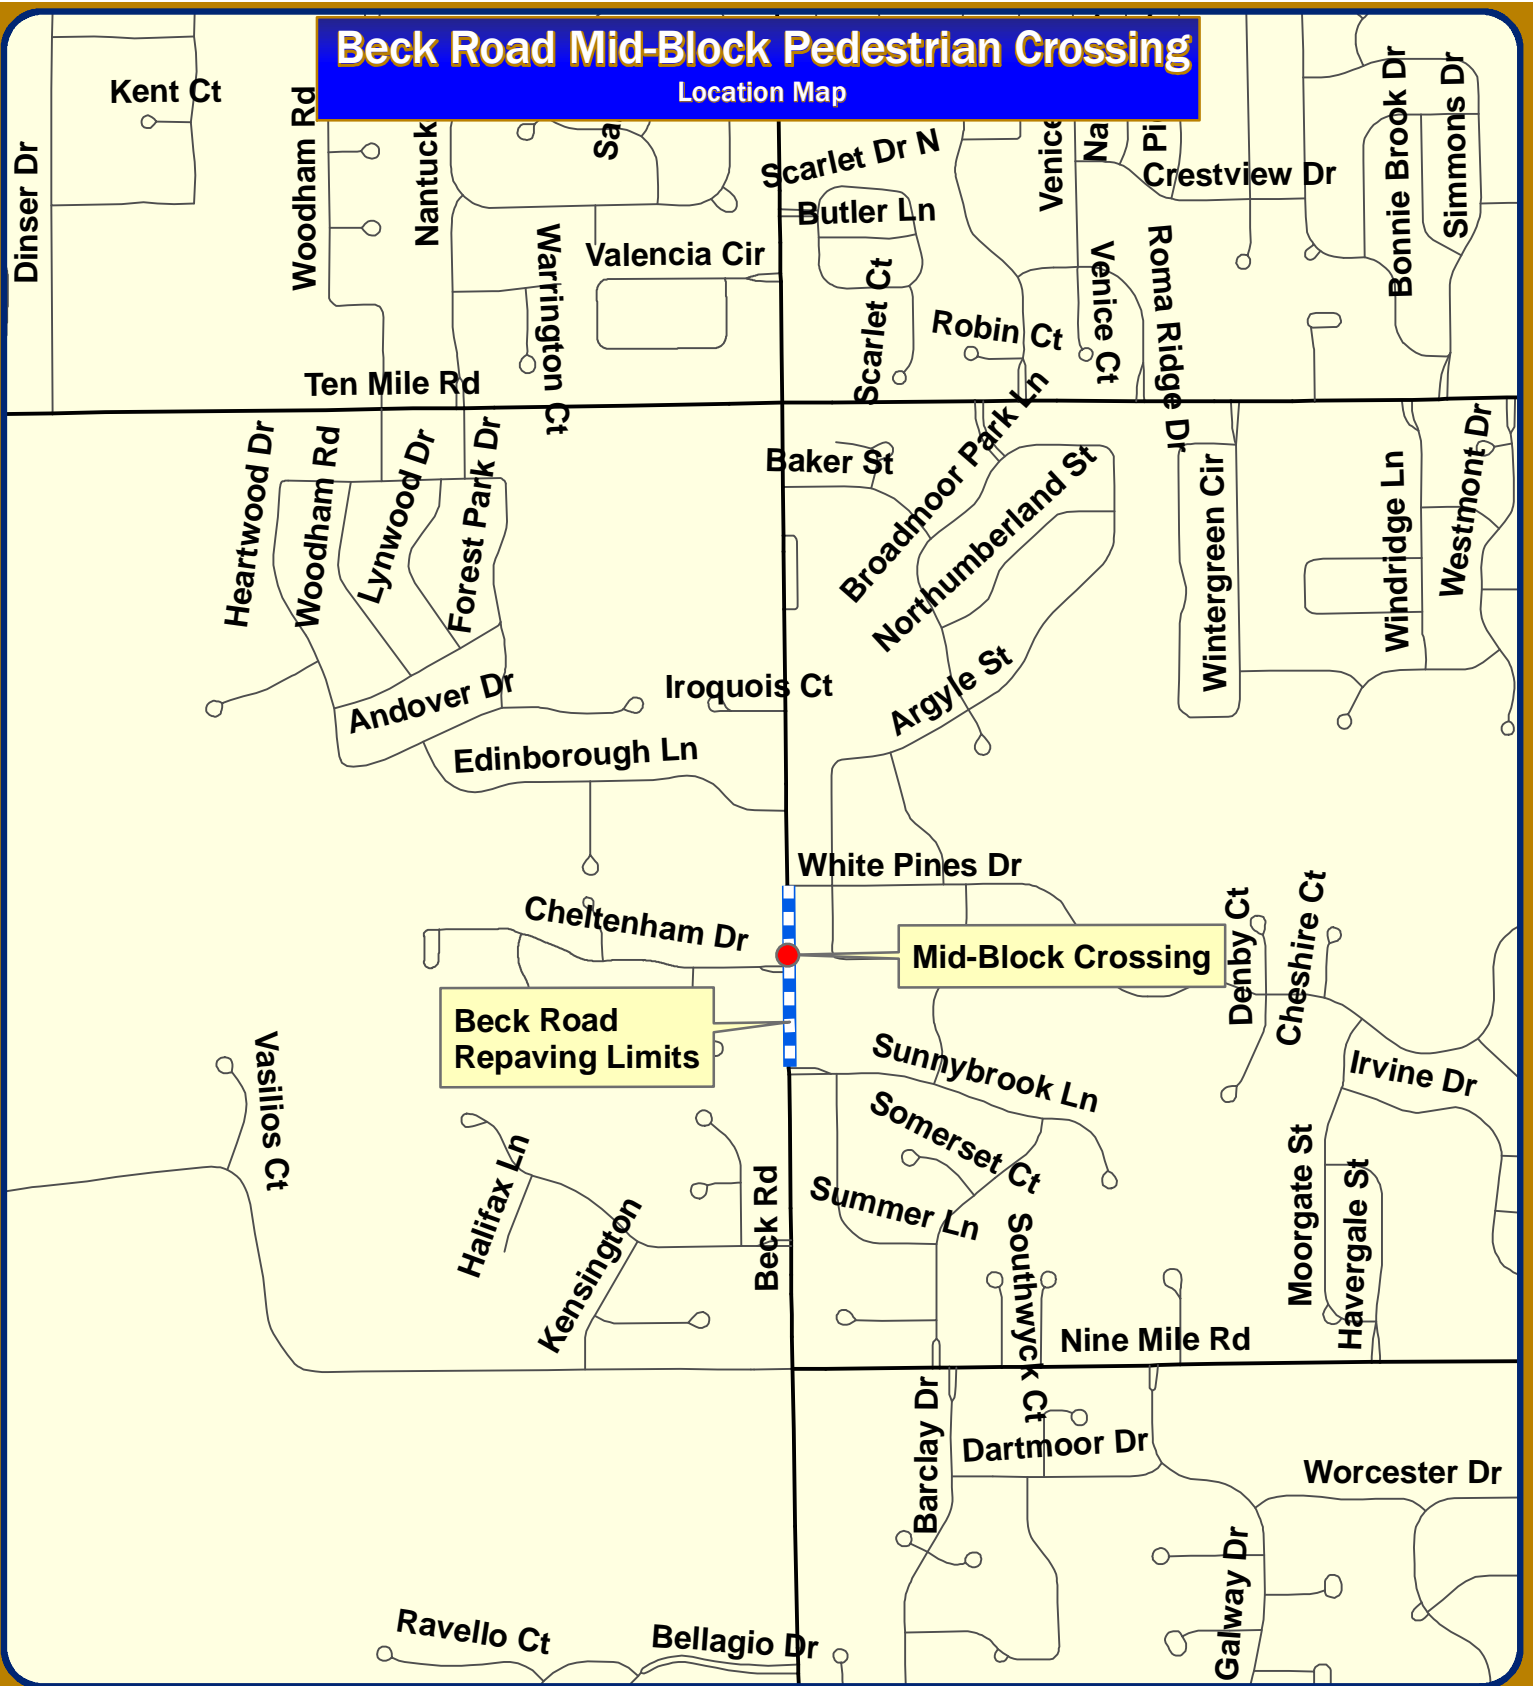 Beck Road Mid-Block Pedestrian Crossing
Location Map
Kent Ct
Dinser Dr
Woodham Rd
Nantuck
Sa
Scarlet Dr N
Venice
Na
Pi
Crestview Dr
Bonnie Brook Dr
Simmons Dr
Butler Ln
Warrington Ct
Valencia Cir
Scarlet Ct
Robin Ct
Venice Ct
Roma Ridge Dr
Ten Mile Rd
Heartwood Dr
Woodham Rd
Lynwood Dr
Forest Park Dr
Baker St
Broadmoor Park Ln
Northumberland St
Wintergreen Cir
Windridge Ln
Westmont Dr
Argyle St
Andover Dr
Iroquois Ct
Edinborough Ln
White Pines Dr
Cheltenham Dr
Mid-Block Crossing
Denby Ct
Cheshire Ct
Beck Road
Repaving Limits
Vasilios Ct
Sunnybrook Ln
Irvine Dr
Somerset Ct
Halifax Ln
Kensington
Beck Rd
Summer Ln
Southwyck Ct
Moorgate St
Havergale St
Nine Mile Rd
Barclay Dr
Dartmoor Dr
Worcester Dr
Galway Dr
Ravello Ct
Bellagio Dr